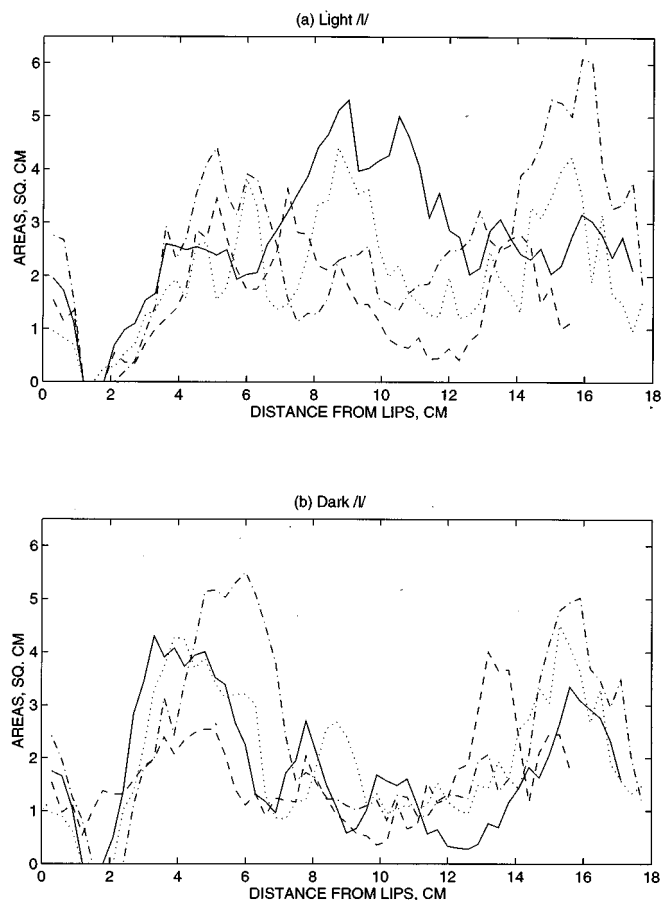 (a) Light /l/
6
5
4
3
2
1
0
AREAS, SQ. CM
0 2 4 6 8 10 12 14 16 18
DISTANCE FROM LIPS, CM
(b) Dark /l/
6
5
4
3
2
1
0
AREAS, SQ. CM
0 2 4 6 8 10 12 14 16 18
DISTANCE FROM LIPS, CM